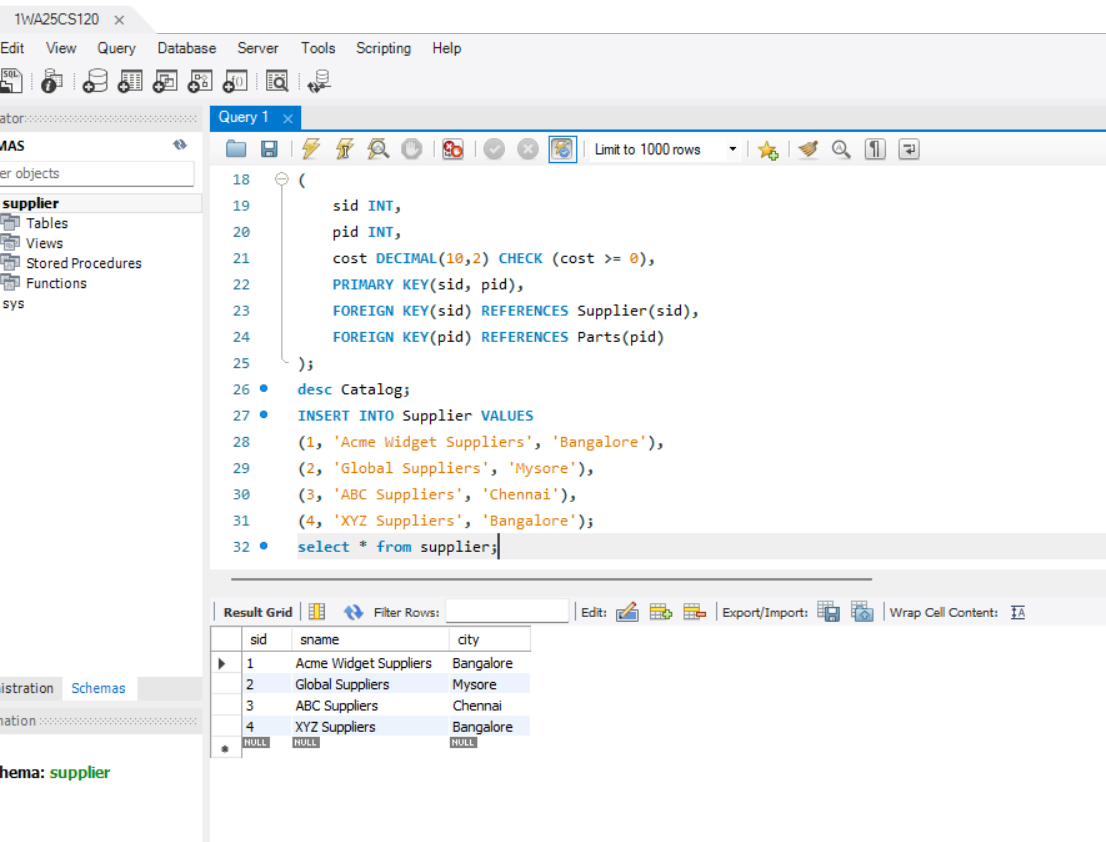 1WA25CS120 ×
Edit View Query Database Server Tools Scripting Help
ator
Query 1 ×
MAS
er objects
Limit to 1000 rows
supplier
Tables
Views
Stored Procedures
Functions
sys
18 (
19 sid INT,
20 pid INT,
21 cost DECIMAL(10,2) CHECK (cost >= 0),
22 PRIMARY KEY(sid, pid),
23 FOREIGN KEY(sid) REFERENCES Supplier(sid),
24 FOREIGN KEY(pid) REFERENCES Parts(pid)
25 );
26 desc Catalog;
27 INSERT INTO Supplier VALUES
28 (1, 'Acme Widget Suppliers', 'Bangalore'),
29 (2, 'Global Suppliers', 'Mysore'),
30 (3, 'ABC Suppliers', 'Chennai'),
31 (4, 'XYZ Suppliers', 'Bangalore');
32 select * from supplier;
Result Grid Filter Rows: Edit: Export/Import: Wrap Cell Content: IA
sid sname city
1 Acme Widget Suppliers Bangalore
2 Global Suppliers Mysore
3 ABC Suppliers Chennai
4 XYZ Suppliers Bangalore
NULL NULL NULL
istration Schemas
mation
hema: supplier